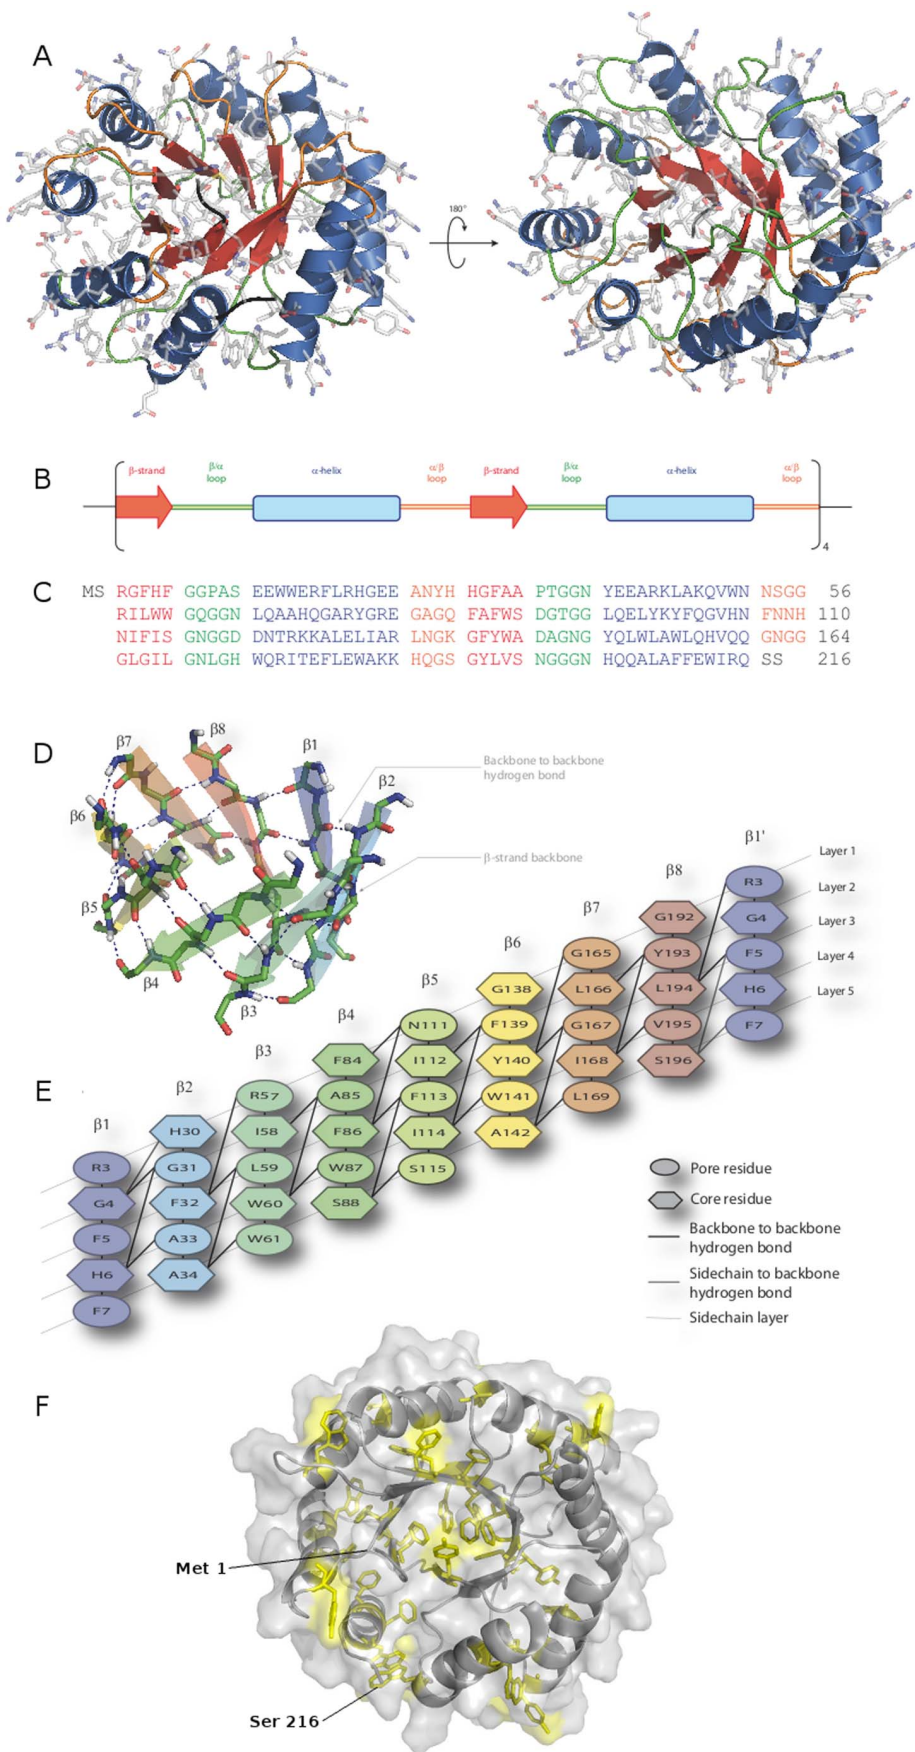 A
180°
B
β-strand
β/α
loop
α-helix
α/β
loop
β-strand
β/α
loop
α-helix
α/β
loop
4
C
MS RGFHF GGPAS EEWWERFLRHGEE ANYH HGFAA PTGGN YEEARKLAKQVWN NSGG 56
RILWW GQGGN LQAAHQGARYGRE GAGQ FAFWS DGTGG LQELYKYFQGVHN FNNH 110
NIFIS GNGGD DNTRKKALELIAR LNGK GFYWA DAGNG YQLWLAWLQHVQQ GNGG 164
GLGIL GNLGH WQRITEFLEWAKK HQGS GYLVS NGGGN HQQALAFFEWIRQ SS 216
D
β8
β7
β1
β2
β6
β5
β4
β3
Backbone to backbone
hydrogen bond
β-strand backbone
E
β1
β2
β3
β4
β5
β6
β7
β8
β1'
Layer 1
Layer 2
Layer 3
Layer 4
Layer 5
R3
G4
F5
H6
F7
H30
G31
F32
A33
A34
R57
I58
L59
W60
W61
F84
A85
F86
W87
S88
N111
I112
F113
I114
S115
G138
F139
Y140
W141
A142
G165
L166
G167
I168
L169
G192
Y193
L194
V195
S196
R3
G4
F5
H6
F7
Pore residue
Core residue
Backbone to backbone
hydrogen bond
Sidechain to backbone
hydrogen bond
Sidechain layer
F
Met 1
Ser 216